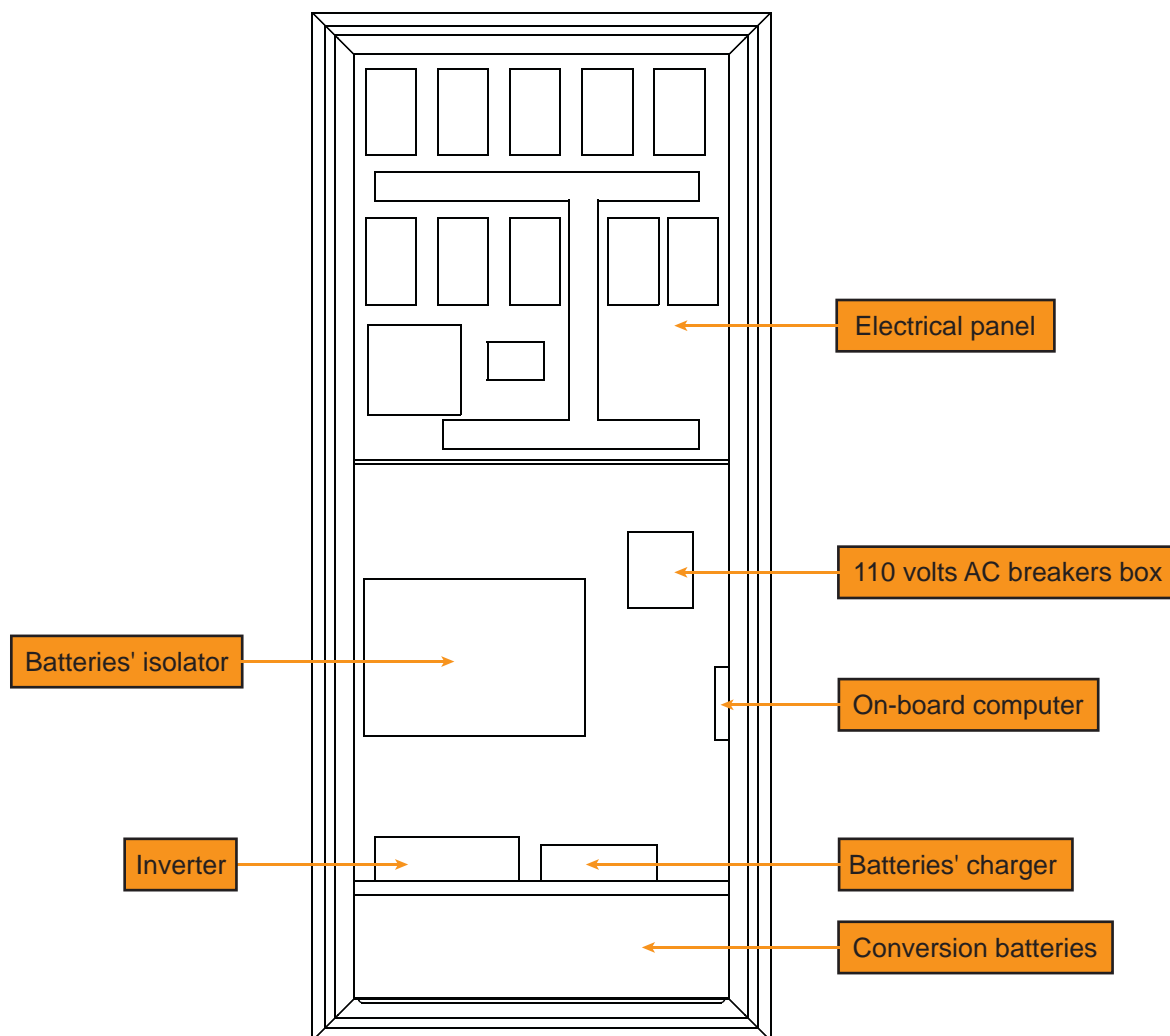 Electrical panel
110 volts AC breakers box
Batteries' isolator
On-board computer
Inverter
Batteries' charger
Conversion batteries